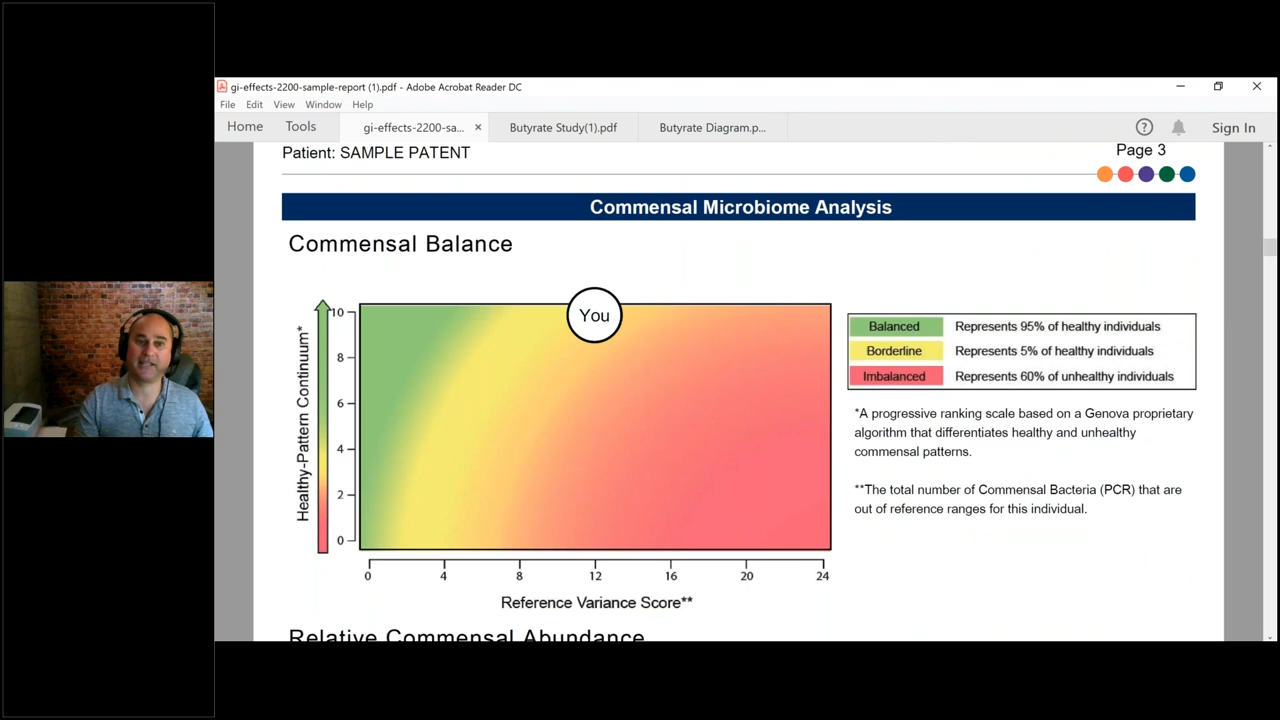 gi-effects-2200-sample-report (1).pdf - Adobe Acrobat Reader DC
File Edit View Window Help
Home Tools gi-effects-2200-sa... × Butyrate Study(1).pdf Butyrate Diagram.p... Sign In
Patient: SAMPLE PATENT
Page 3
Commensal Microbiome Analysis
Commensal Balance
Healthy-Pattern Continuum*
10
8
6
4
2
0
You
0 4 8 12 16 20 24
Reference Variance Score**
Balanced Represents 95% of healthy individuals
Borderline Represents 5% of healthy individuals
Imbalanced Represents 60% of unhealthy individuals
*A progressive ranking scale based on a Genova proprietary
algorithm that differentiates healthy and unhealthy
commensal patterns.
**The total number of Commensal Bacteria (PCR) that are
out of reference ranges for this individual.
Relative Commensal Abundance